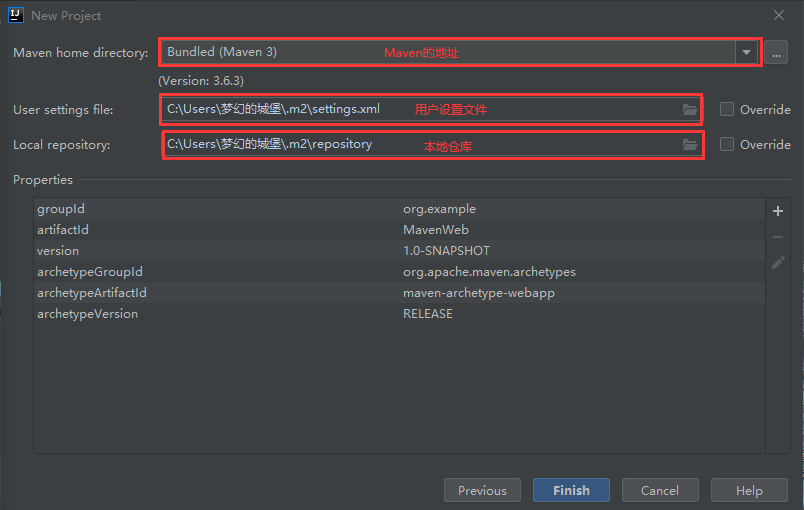 New Project
Maven home directory: Bundled (Maven 3) Maven的地址 ...
(Version: 3.6.3)
User settings file: C:\Users\梦幻的城堡\.m2\settings.xml 用户设置文件 Override
Local repository: C:\Users\梦幻的城堡\.m2\repository 本地仓库 Override
Properties
groupId org.example
artifactId MavenWeb
version 1.0-SNAPSHOT
archetypeGroupId org.apache.maven.archetypes
archetypeArtifactId maven-archetype-webapp
archetypeVersion RELEASE
Previous Finish Cancel Help